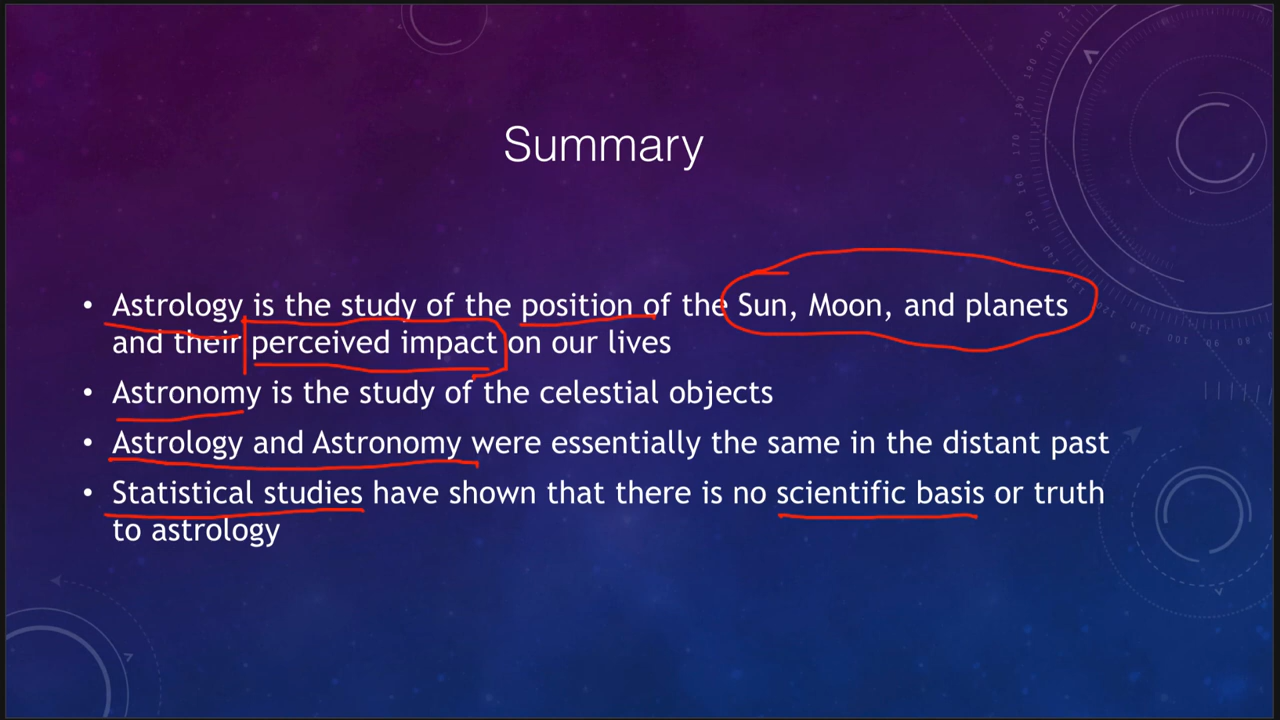 Summary
• Astrology is the study of the position of the Sun, Moon, and planets
and their perceived impact on our lives
• Astronomy is the study of the celestial objects
• Astrology and Astronomy were essentially the same in the distant past
• Statistical studies have shown that there is no scientific basis or truth
to astrology